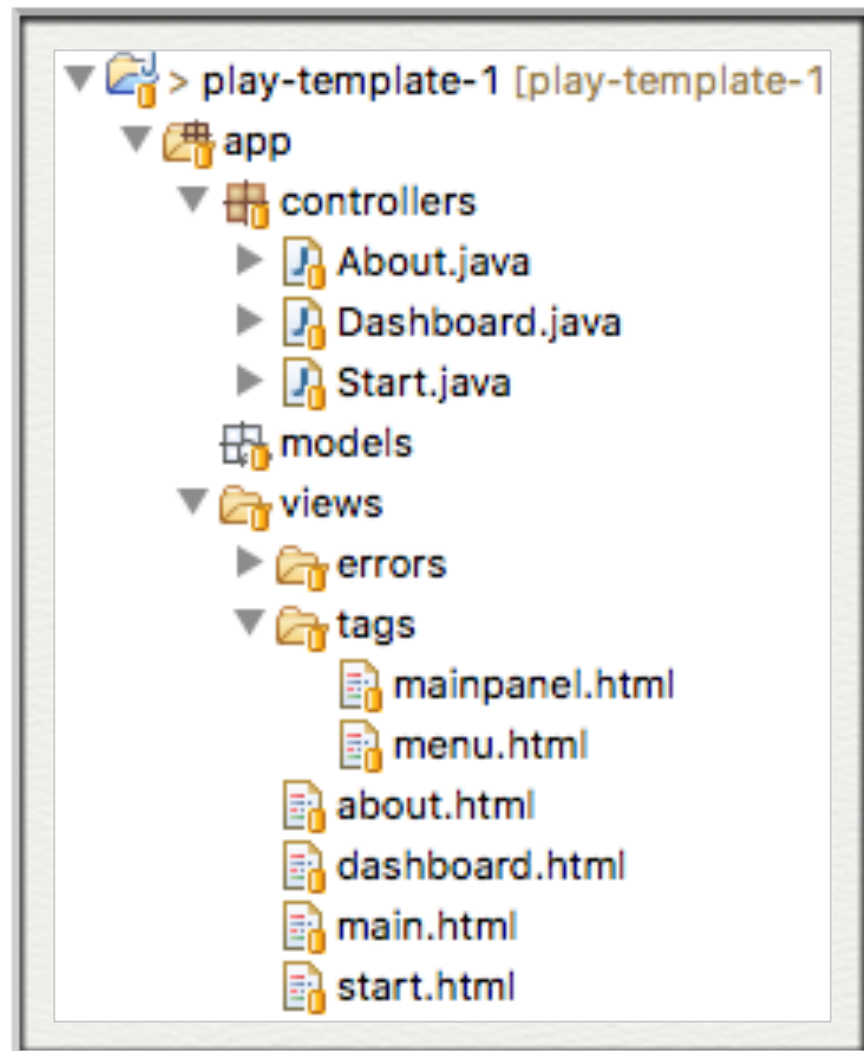 > play-template-1 [play-template-1
app
controllers
About.java
Dashboard.java
Start.java
models
views
errors
tags
mainpanel.html
menu.html
about.html
dashboard.html
main.html
start.html